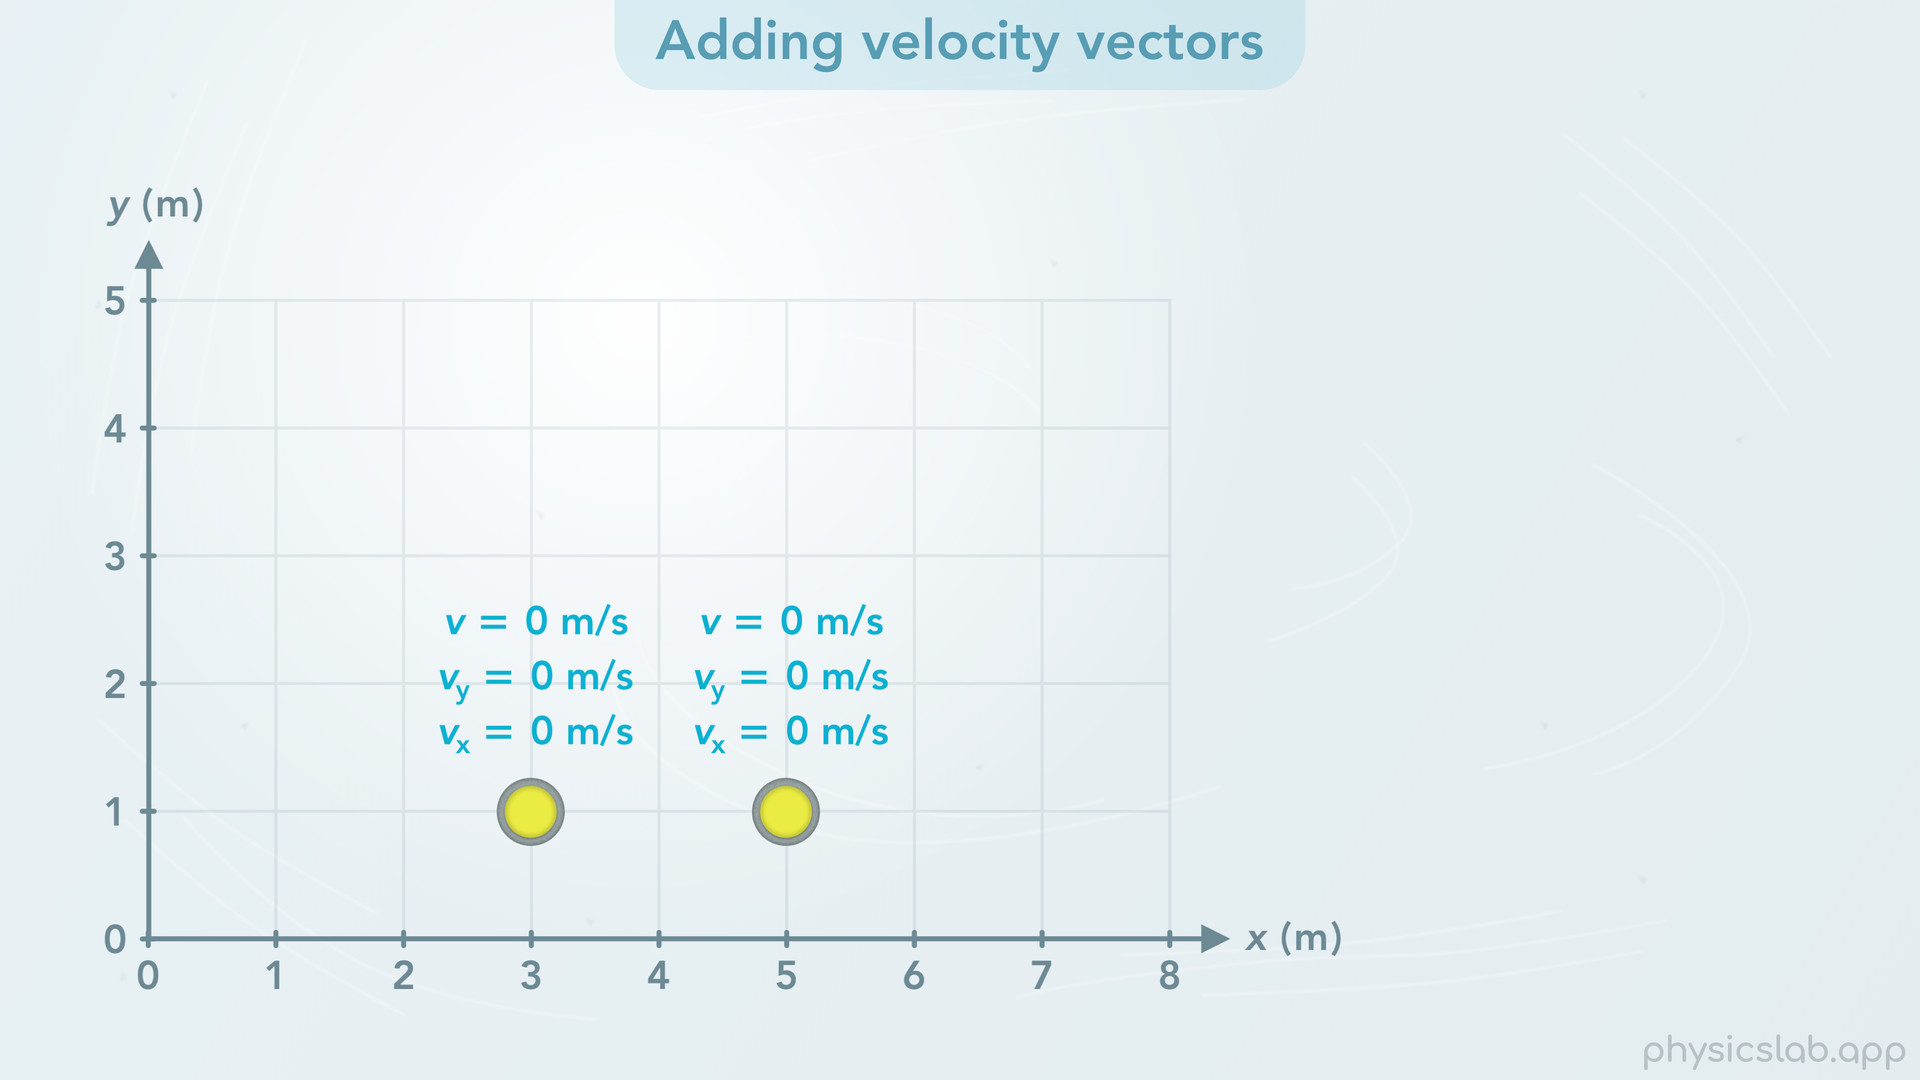 Adding velocity vectors
y (m)
5
4
3
2
1
0
v = 0 m/s
vy = 0 m/s
vx = 0 m/s
v = 0 m/s
vy = 0 m/s
vx = 0 m/s
0 1 2 3 4 5 6 7 8
x (m)
physicslab.app